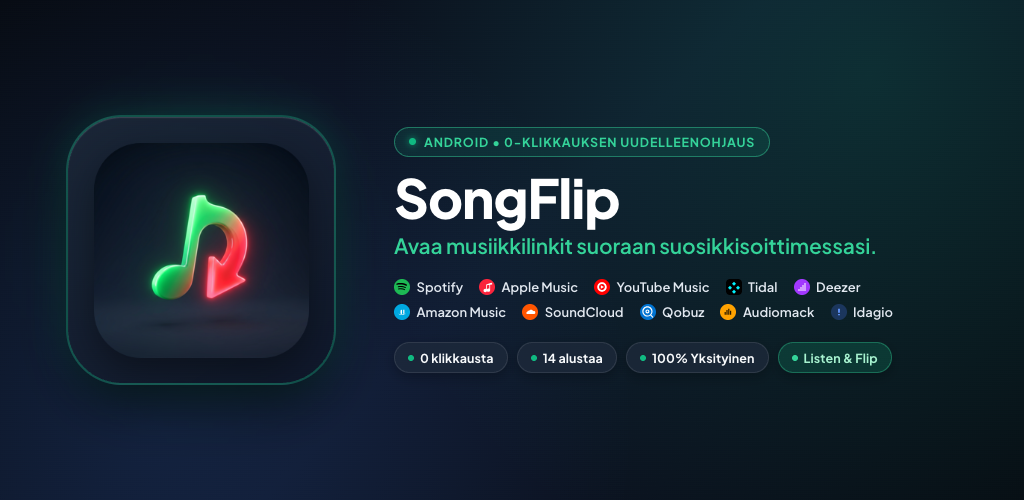 ANDROID • 0-KLIKKAUKSEN UUDELLEENOHJAUS
SongFlip
Avaa musiikkilinkit suoraan suosikkisoittimessasi.
Spotify Apple Music YouTube Music Tidal Deezer
Amazon Music SoundCloud Qobuz Audiomack Idagio
0 klikkausta 14 alustaa 100% Yksityinen Listen & Flip